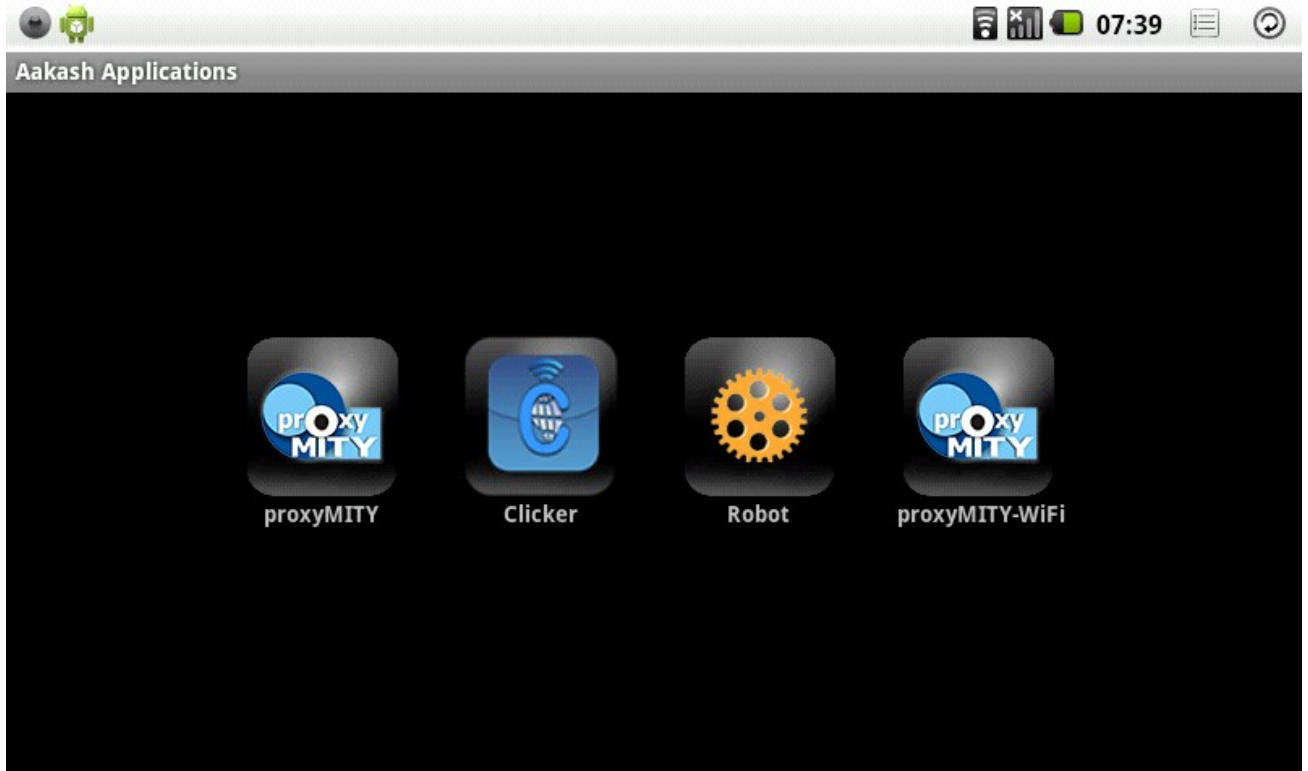 07:39
Aakash Applications
prOxy
MITY
C
prOxy
MITY
proxyMITY
Clicker
Robot
proxyMITY-WiFi